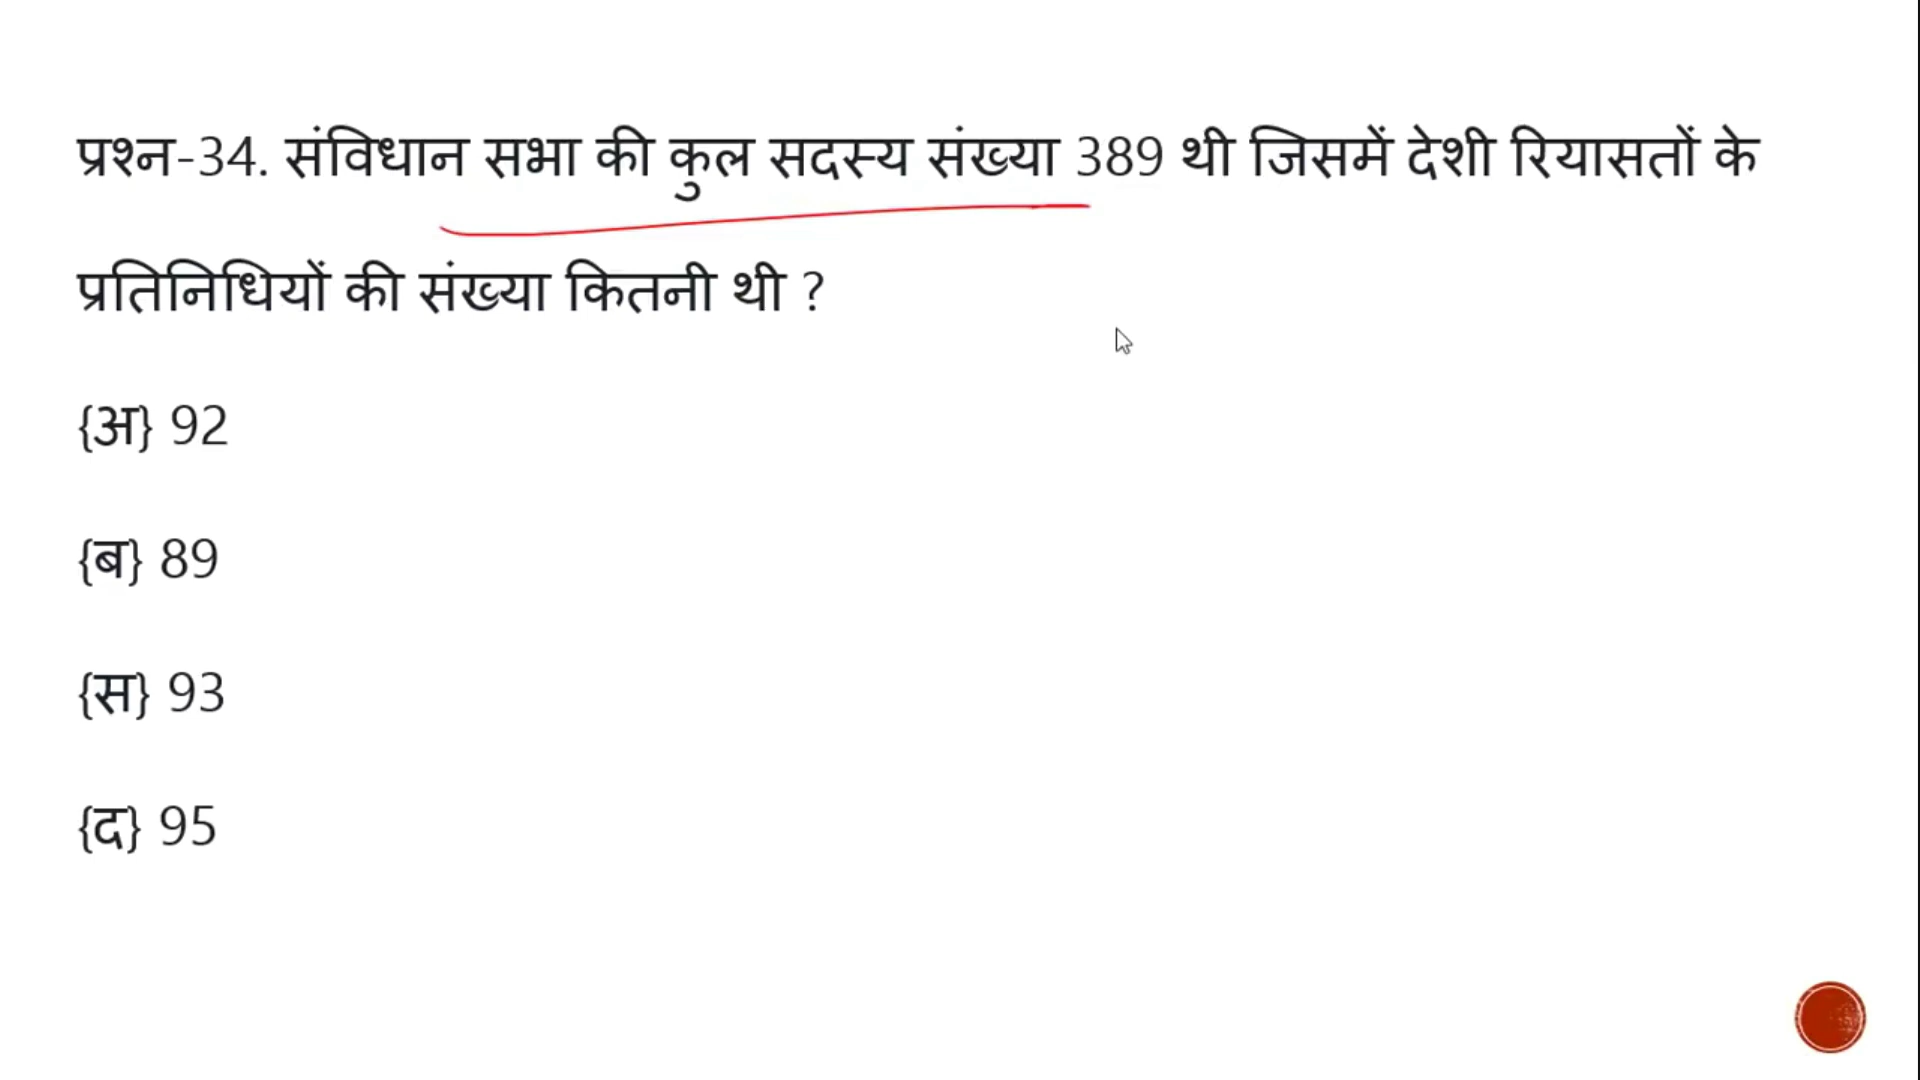 प्रश्न-34. संविधान सभा की कुल सदस्य संख्या 389 थी जिसमें देशी रियासतों के
प्रतिनिधियों की संख्या कितनी थी ?
{अ} 92
{ब} 89
{स} 93
{द} 95